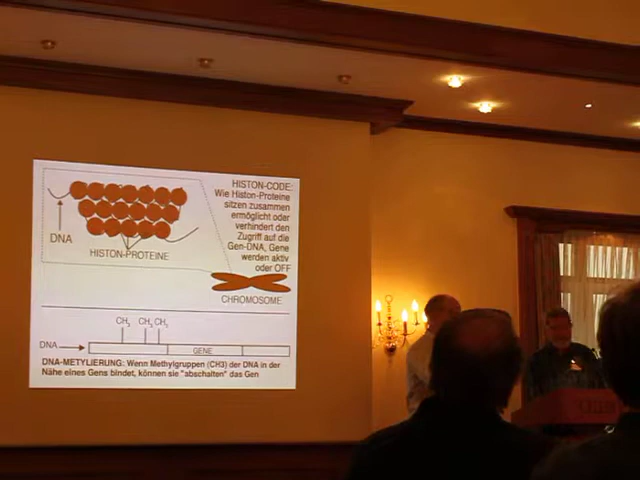 HISTON-CODE:
Wie Histon-Proteine
sitzen zusammen
ermöglicht oder
verhindert den
Zugriff auf die
Gen-DNA, Gene
werden aktiv
oder OFF
DNA
HISTON-PROTEINE
CHROMOSOME
CH3 CH3 CH3
DNA
GENE
DNA-METYLIERUNG: Wenn Methylgruppen (CH3) der DNA in der
Nähe eines Gens bindet, können sie "abschalten" das Gen